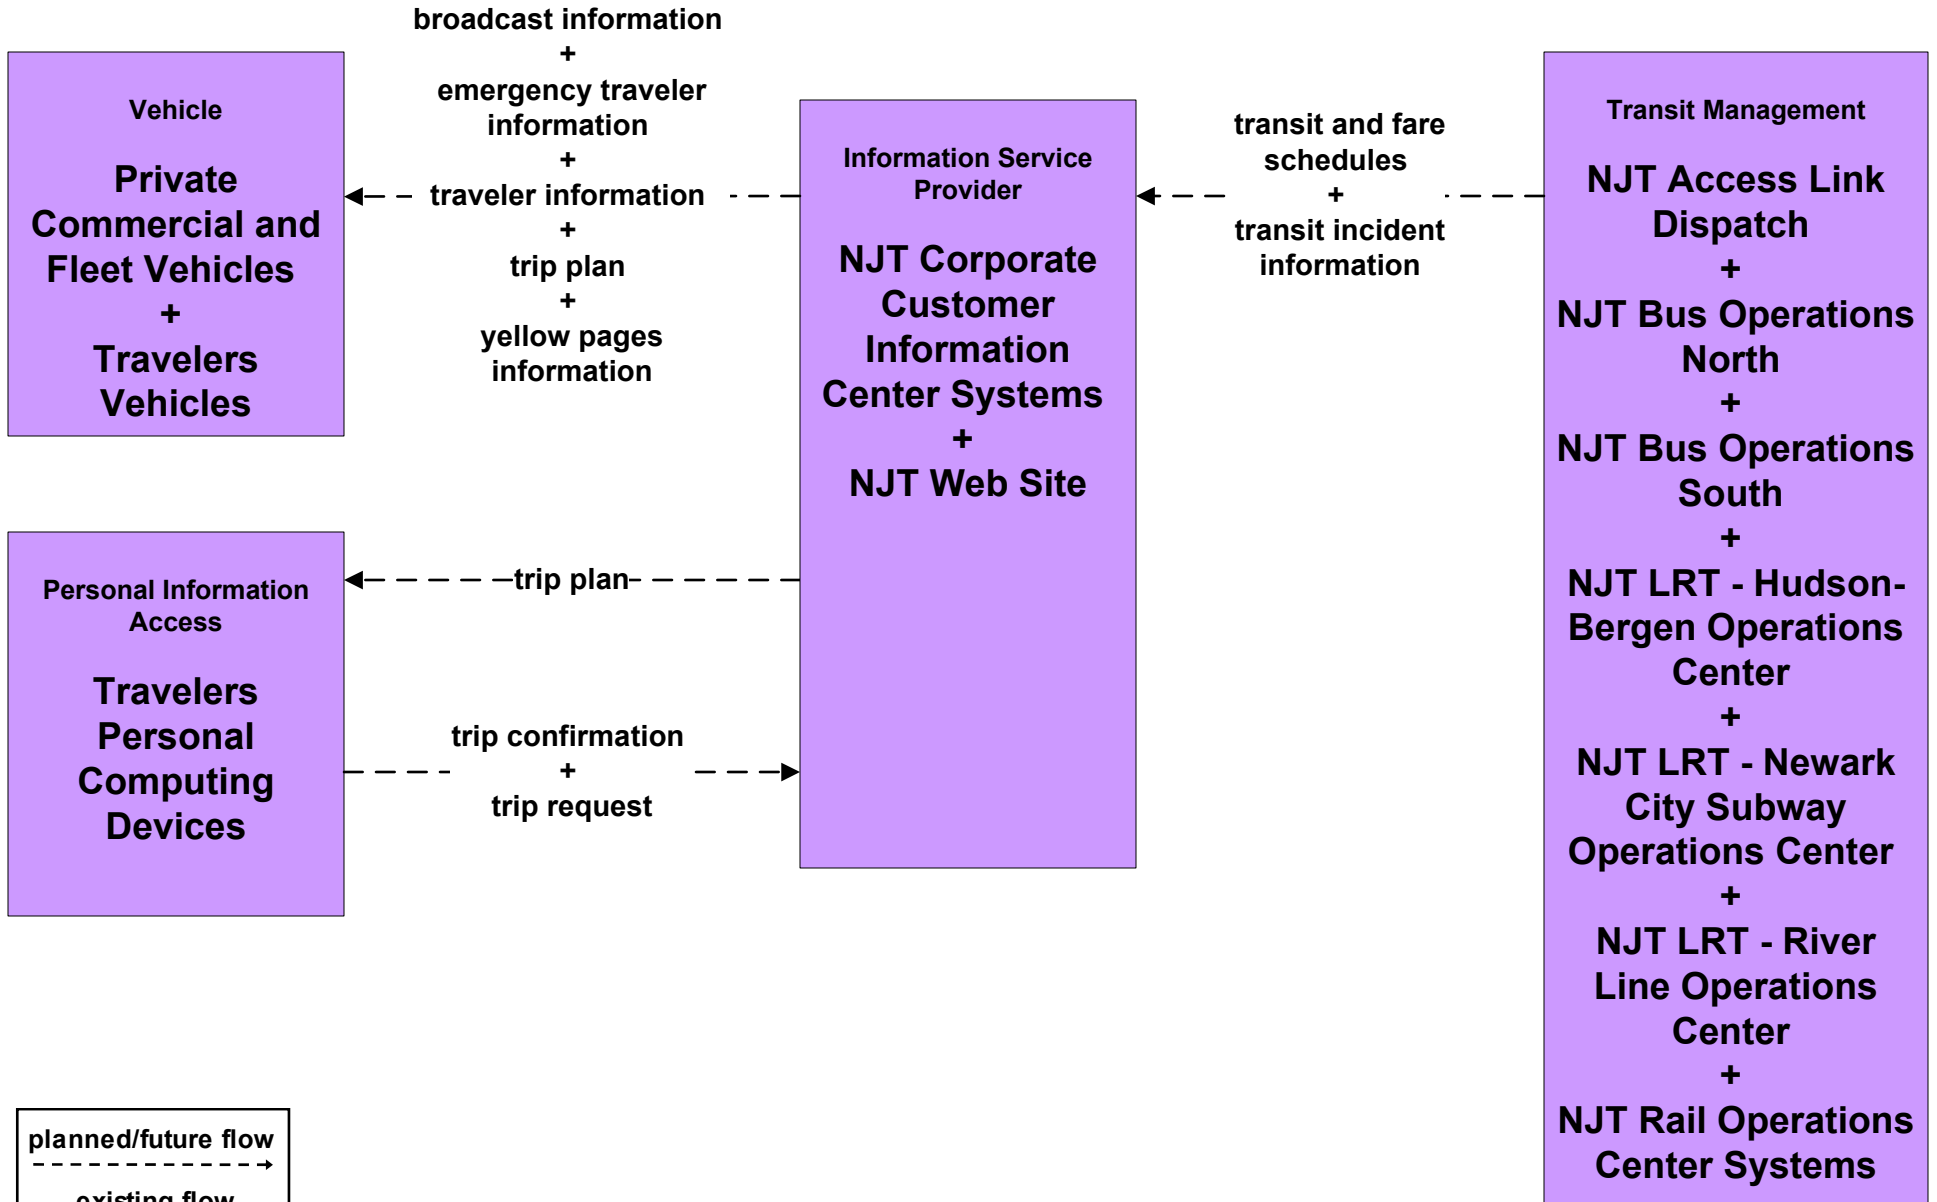 broadcast information
+
emergency traveler
information
+
traveler information
+
trip plan
+
yellow pages
information
Vehicle
Private
Commercial and
Fleet Vehicles
+
Travelers
Vehicles
Information Service
Provider
NJT Corporate
Customer
Information
Center Systems
+
NJT Web Site
transit and fare
schedules
+
transit incident
information
Transit Management
NJT Access Link
Dispatch
+
NJT Bus Operations
North
+
NJT Bus Operations
South
+
NJT LRT - Hudson-
Bergen Operations
Center
+
NJT LRT - Newark
City Subway
Operations Center
+
NJT LRT - River
Line Operations
Center
+
NJT Rail Operations
Center Systems
Personal Information
Access
Travelers
Personal
Computing
Devices
trip plan
trip confirmation
+
trip request
planned/future flow
existing flow